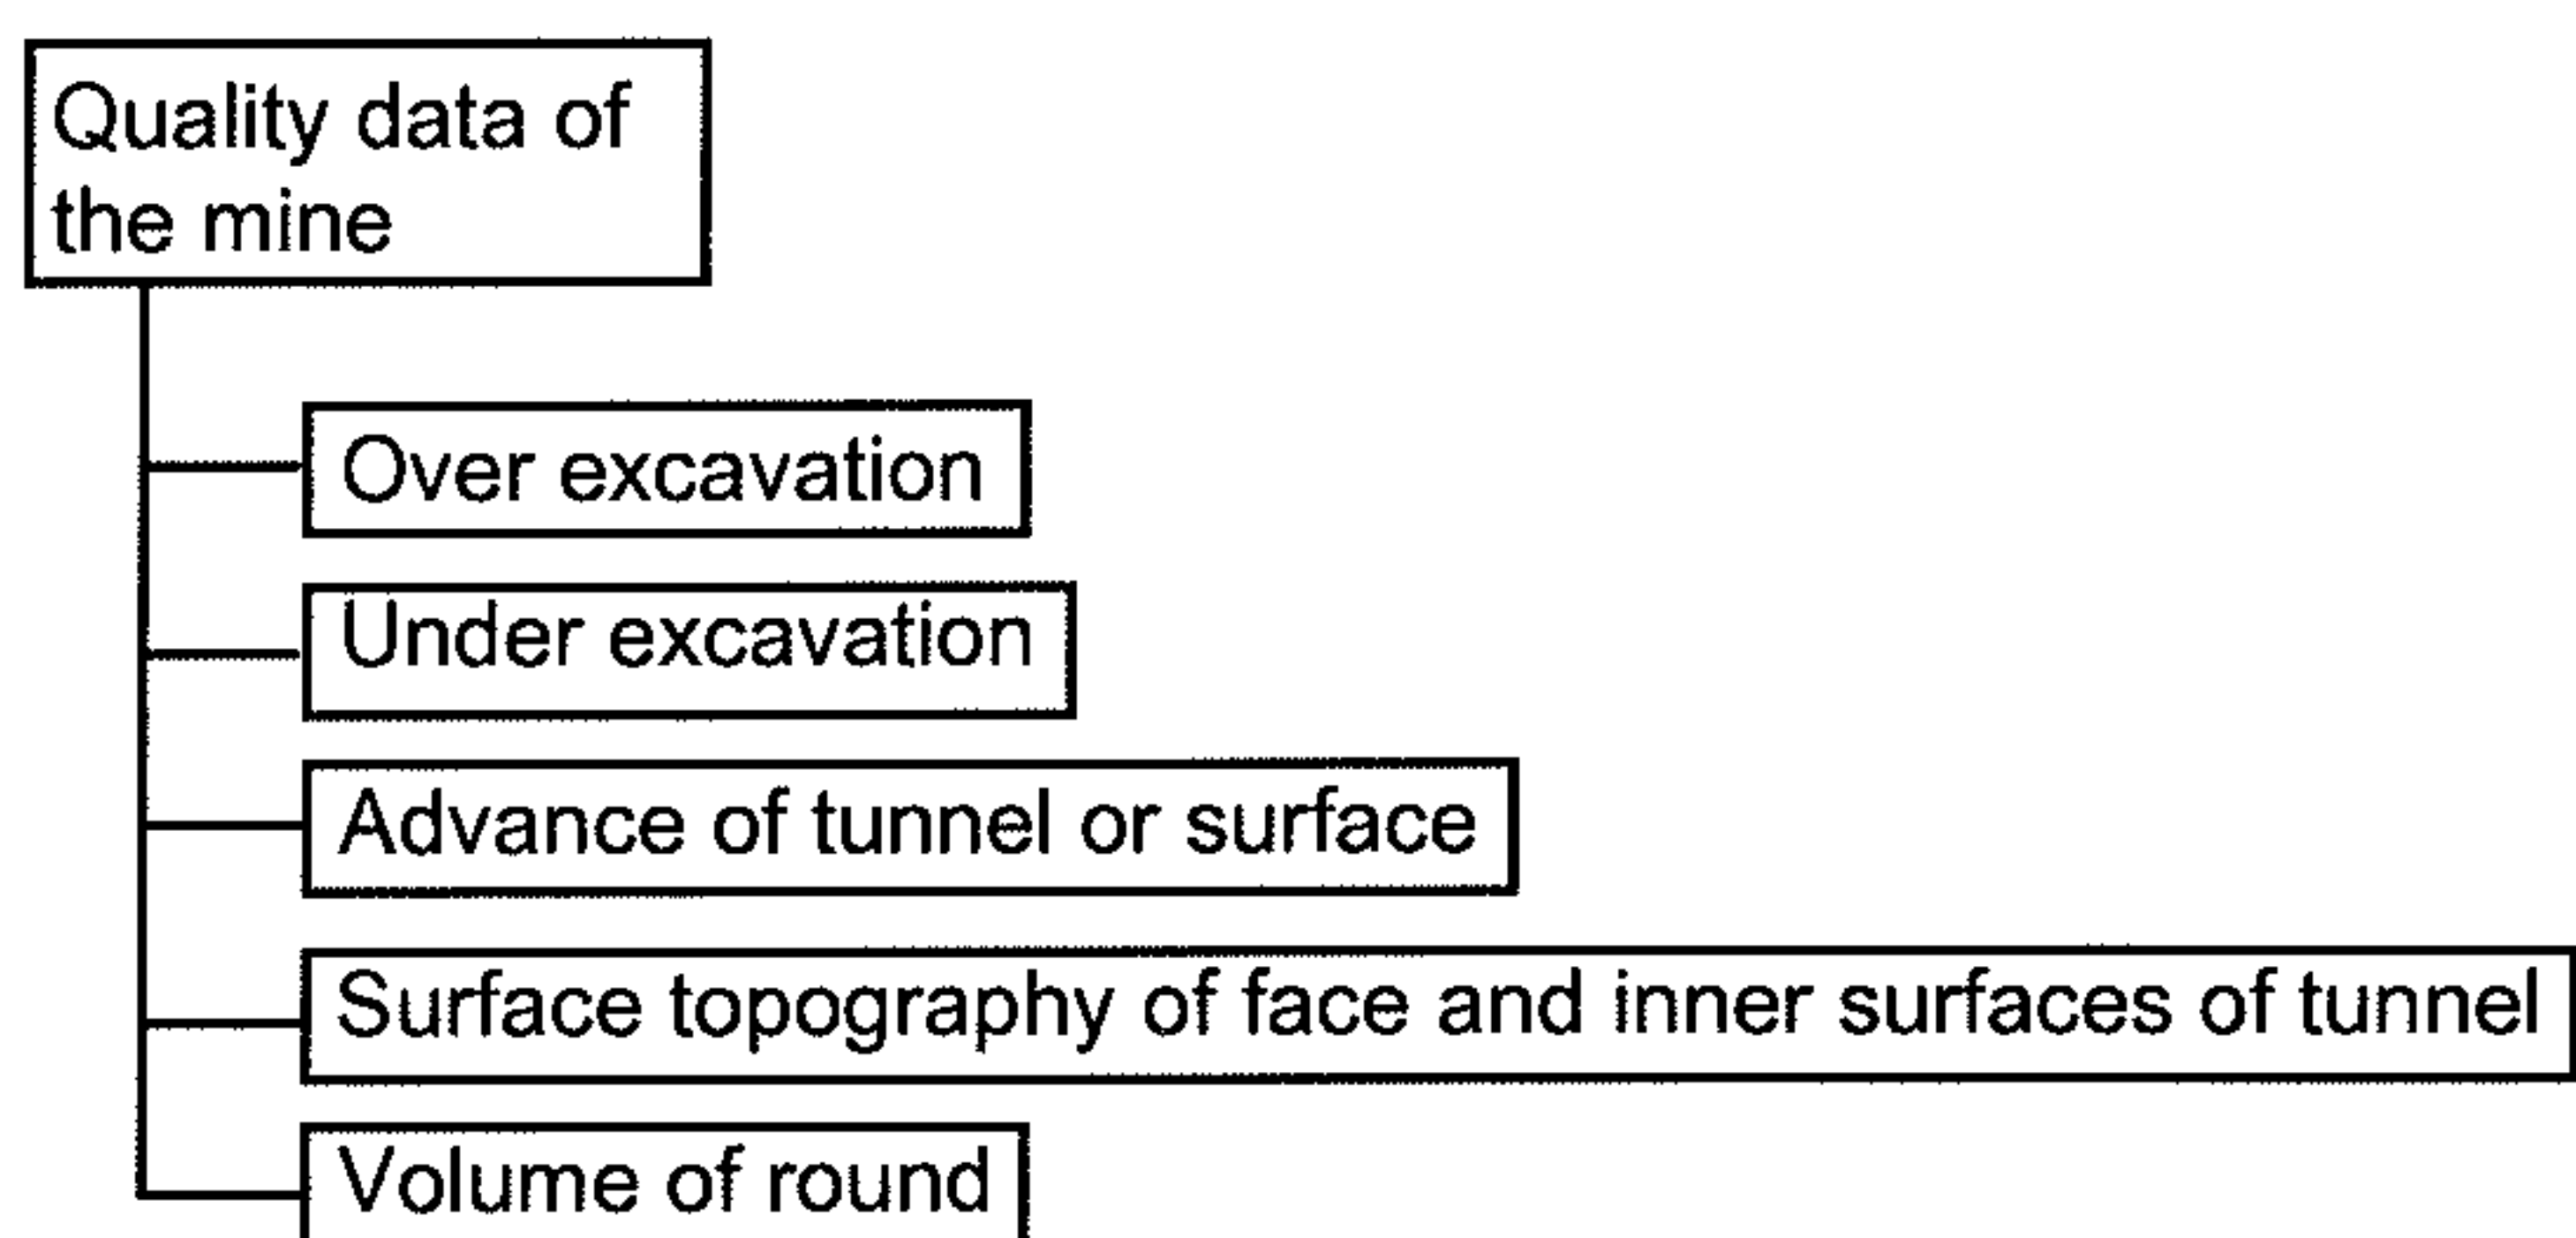 Quality data of
the mine
Over excavation
Under excavation
Advance of tunnel or surface
Surface topography of face and inner surfaces of tunnel
Volume of round